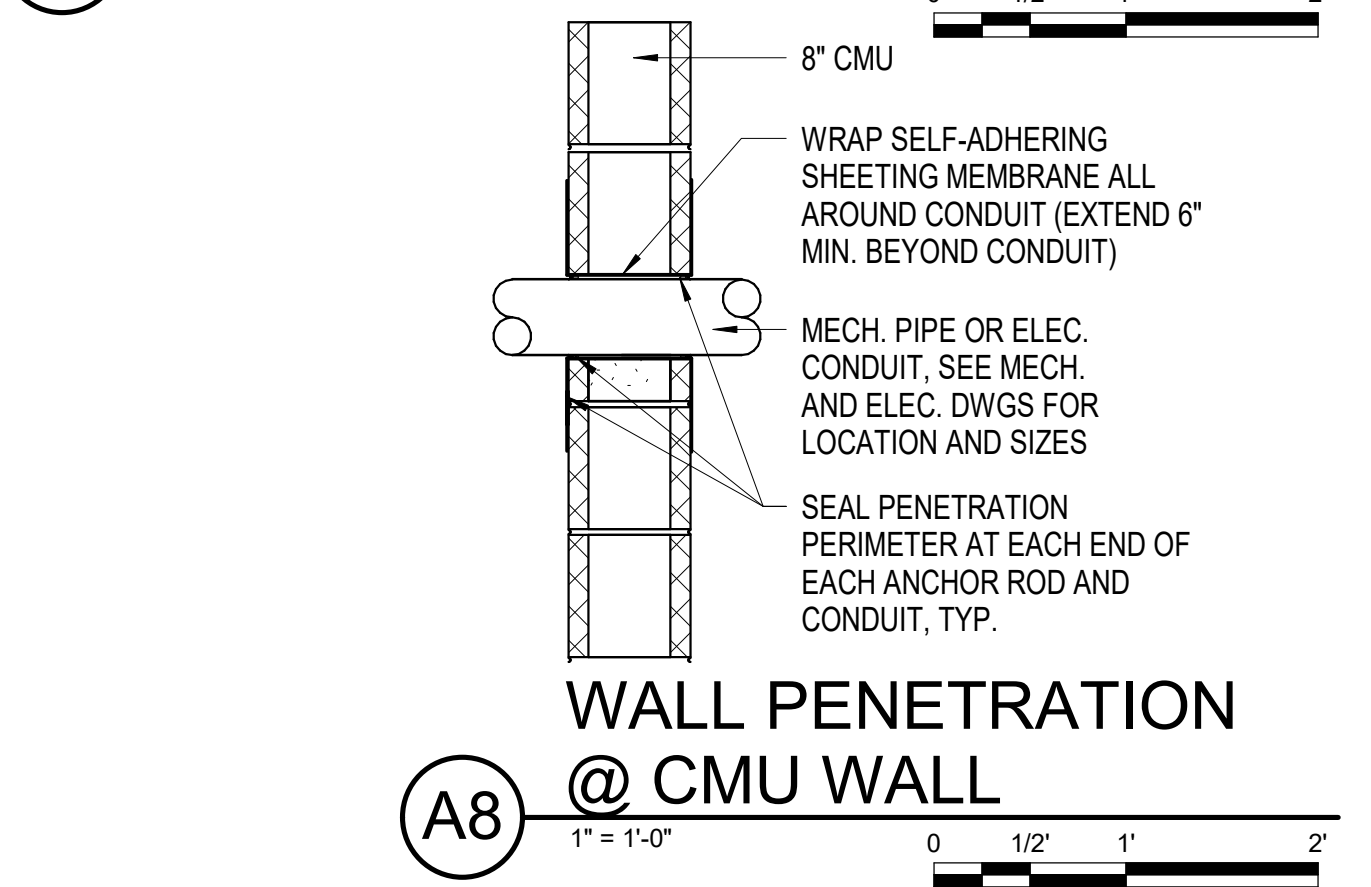 1'
8" CMU
WRAP SELF-ADHERING
SHEETING MEMBRANE ALL
AROUND CONDUIT (EXTEND 6"
MIN. BEYOND CONDUIT)
MECH. PIPE OR ELEC.
CONDUIT, SEE MECH.
AND ELEC. DWGS FOR
LOCATION AND SIZES
SEAL PENETRATION
PERIMETER AT EACH END OF
EACH ANCHOR ROD AND
CONDUIT, TYP.
WALL PENETRATION
@ CMU WALL
A8
1" = 1'-0"
0 1/2' 1' 2'